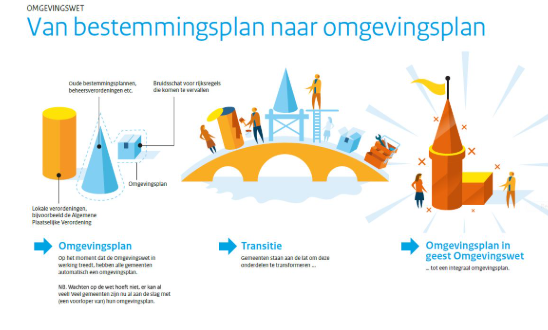 OMGEVINGSWET
Van bestemmingsplan naar omgevingsplan
Oude bestemmingsplannen,
beheersverordeningen etc.
Bruidsschat voor rijksregels
die komen te vervallen
Omgevingsplan
Lokale verordeningen,
bijvoorbeeld de Algemene
Plaatselijke Verordening
Omgevingsplan
Op het moment dat de Omgevingswet in
werking treedt, hebben alle gemeenten
automatisch een omgevingsplan.
NB. Wachten op de wet hoeft niet, er kan al
veel! Veel gemeenten zijn nu al aan de slag met
(een voorloper van) hun omgevingsplan.
Transitie
Gemeenten staan aan de lat om deze
onderdelen te transformeren ...
Omgevingsplan in
geest Omgevingswet
... tot een integraal omgevingsplan.